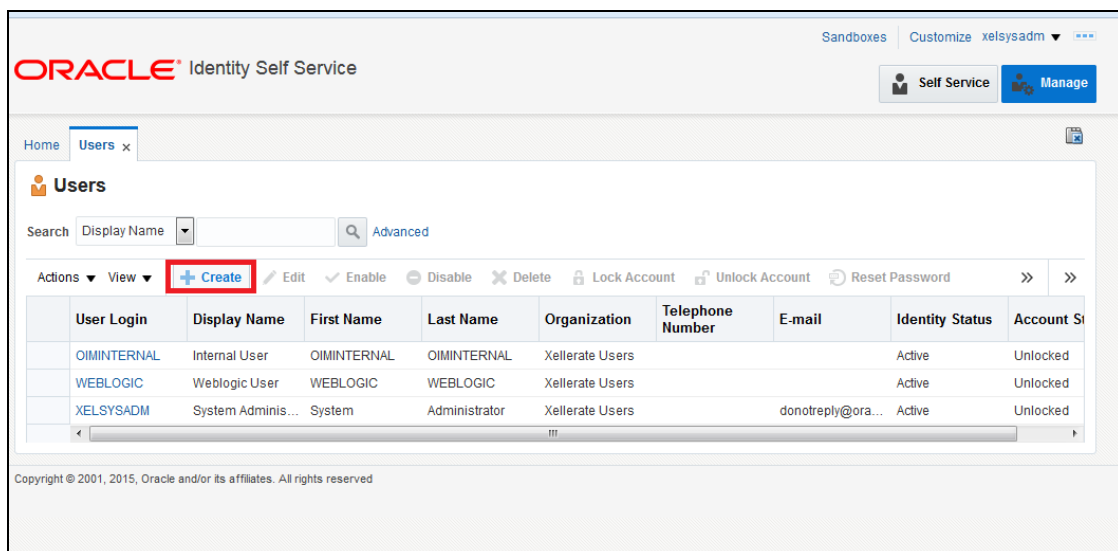 Sandboxes Customize xelsysadm
ORACLE® Identity Self Service
Self Service Manage
Home Users x
Users
Search Display Name Advanced
Actions View Create Edit Enable Disable Delete Lock Account Unlock Account Reset Password
User Login Display Name First Name Last Name Organization Telephone Number E-mail Identity Status Account St
OIMINTERNAL Internal User OIMINTERNAL OIMINTERNAL Xellerate Users Active Unlocked
WEBLOGIC Weblogic User WEBLOGIC WEBLOGIC Xellerate Users Active Unlocked
XELSYSADM System Adminis... System Administrator Xellerate Users donotreply@ora... Active Unlocked
Copyright © 2001, 2015, Oracle and/or its affiliates. All rights reserved